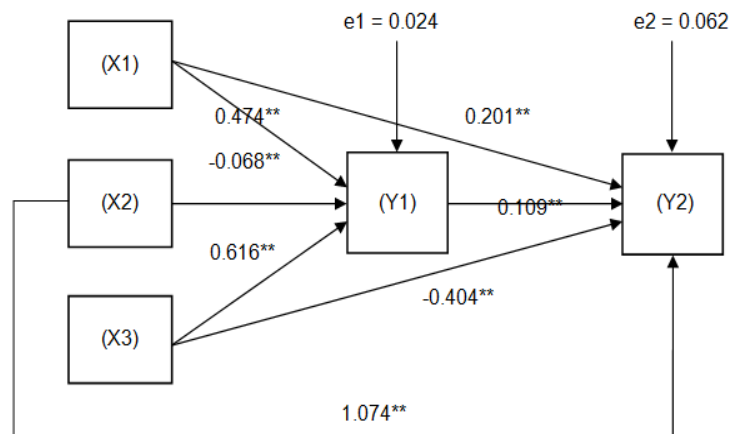 e1 = 0.024
e2 = 0.062
(X1)
0.474**
0.201**
-0.068**
(X2)
(Y1)
0.109**
(Y2)
0.616**
-0.404**
(X3)
1.074**